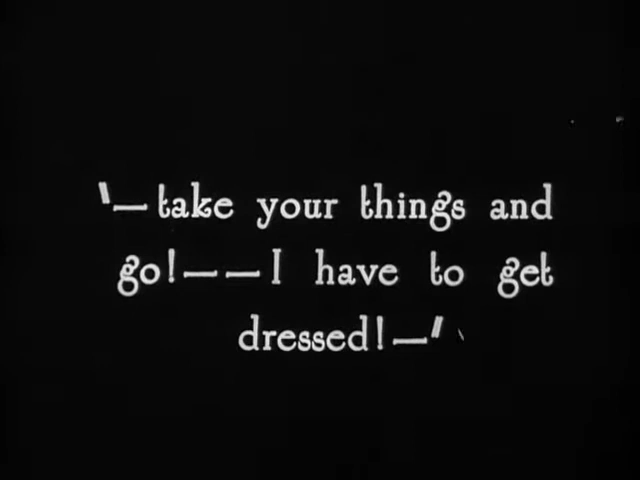 "—take your things and
go!——I have to get
dressed!—"